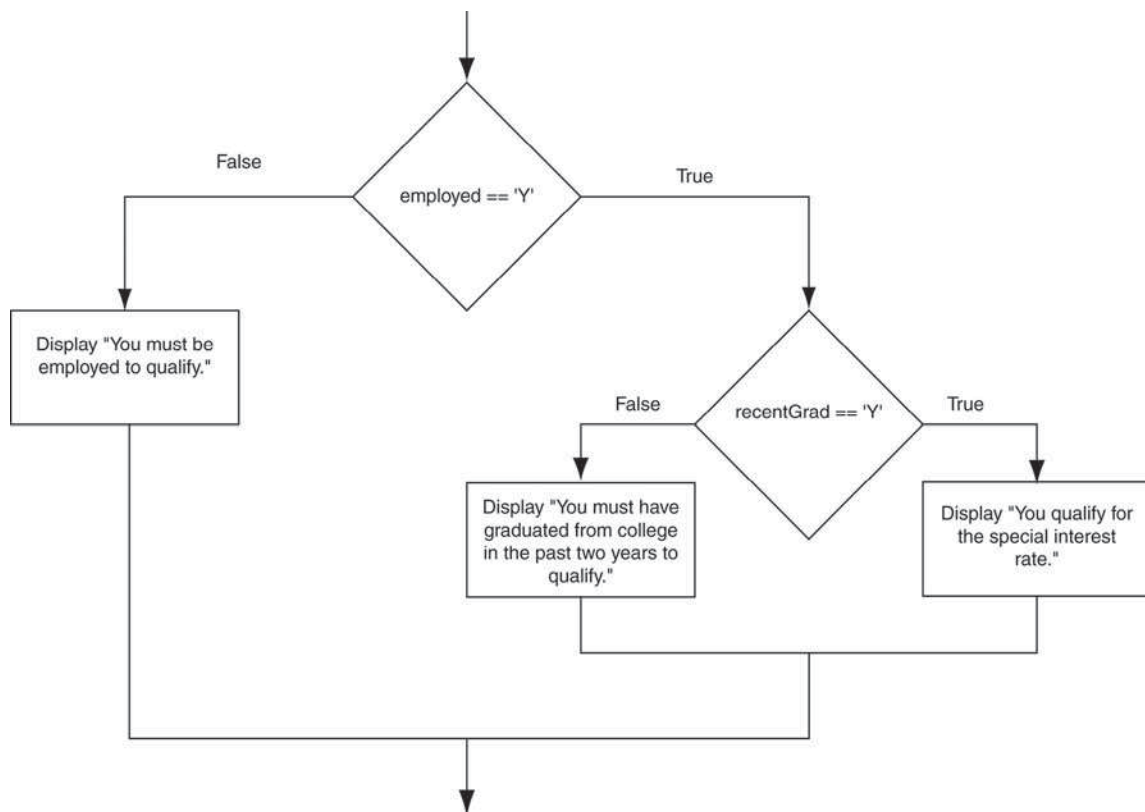 False
True
employed == 'Y'
Display "You must be
employed to qualify."
False
True
recentGrad == 'Y'
Display "You must have
graduated from college
in the past two years to
qualify."
Display "You qualify for
the special interest
rate."